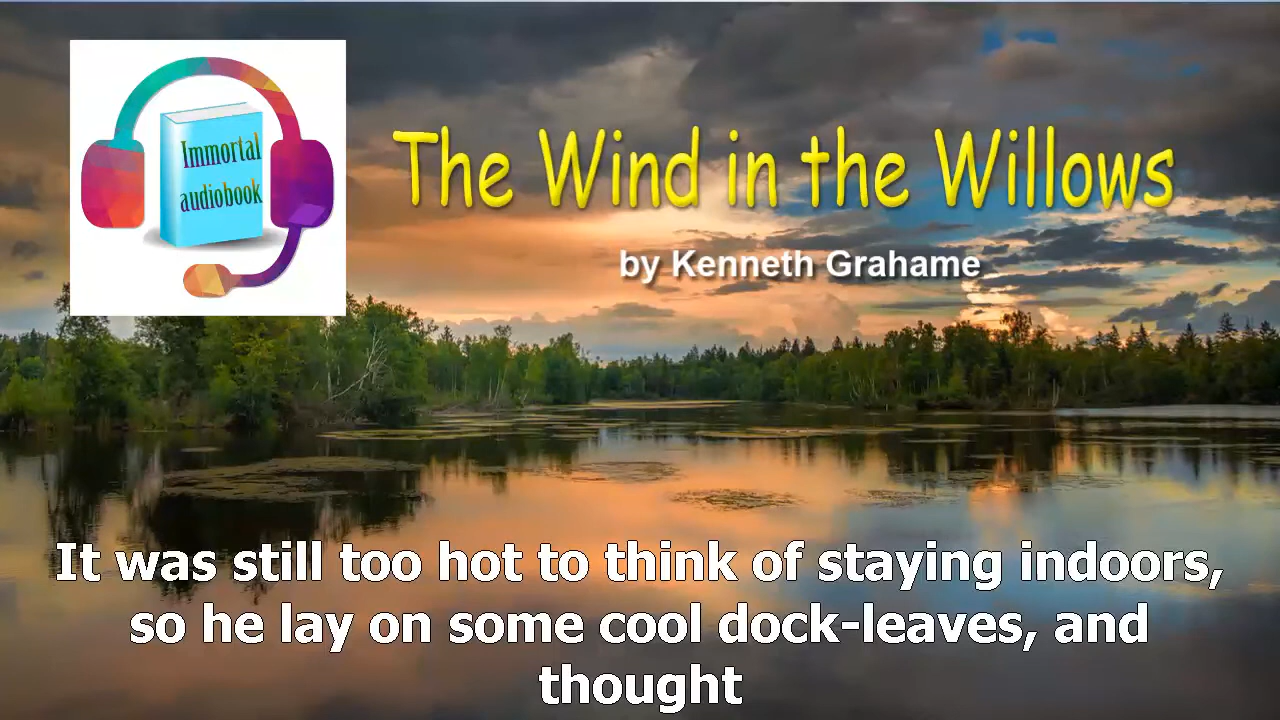 Immortal
audiobook
The Wind in the Willows
by Kenneth Grahame
It was still too hot to think of staying indoors,
so he lay on some cool dock-leaves, and
thought